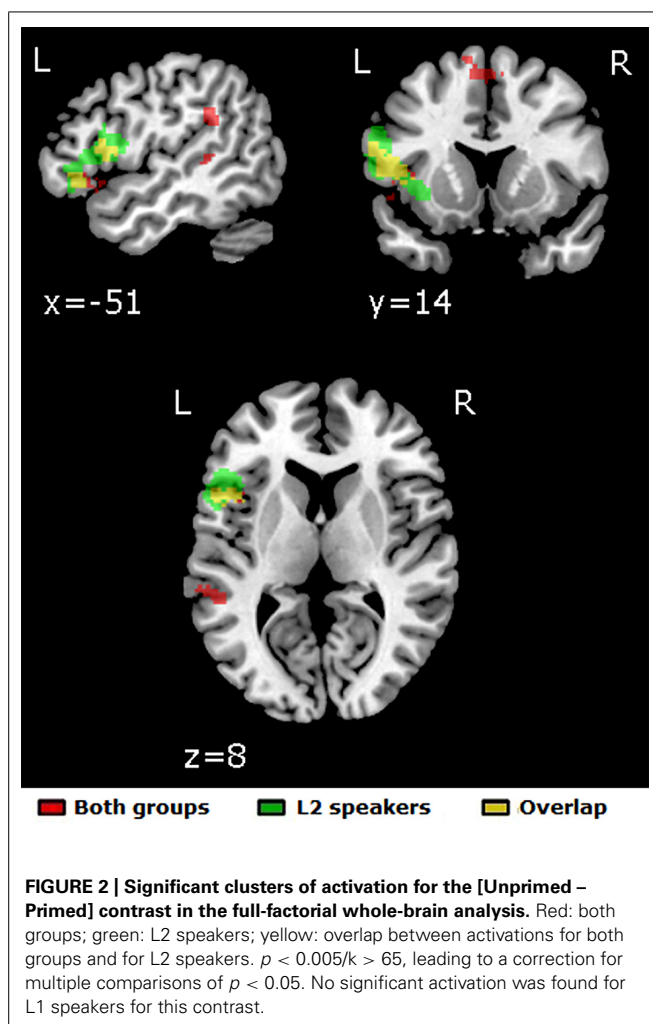 L
L
R
x=-51
y=14
L
R
z=8
Both groups
L2 speakers
Overlap
FIGURE 2 | Significant clusters of activation for the [Unprimed –
Primed] contrast in the full-factorial whole-brain analysis. Red: both
groups; green: L2 speakers; yellow: overlap between activations for both
groups and for L2 speakers. p < 0.005/k > 65, leading to a correction for
multiple comparisons of p < 0.05. No significant activation was found for
L1 speakers for this contrast.